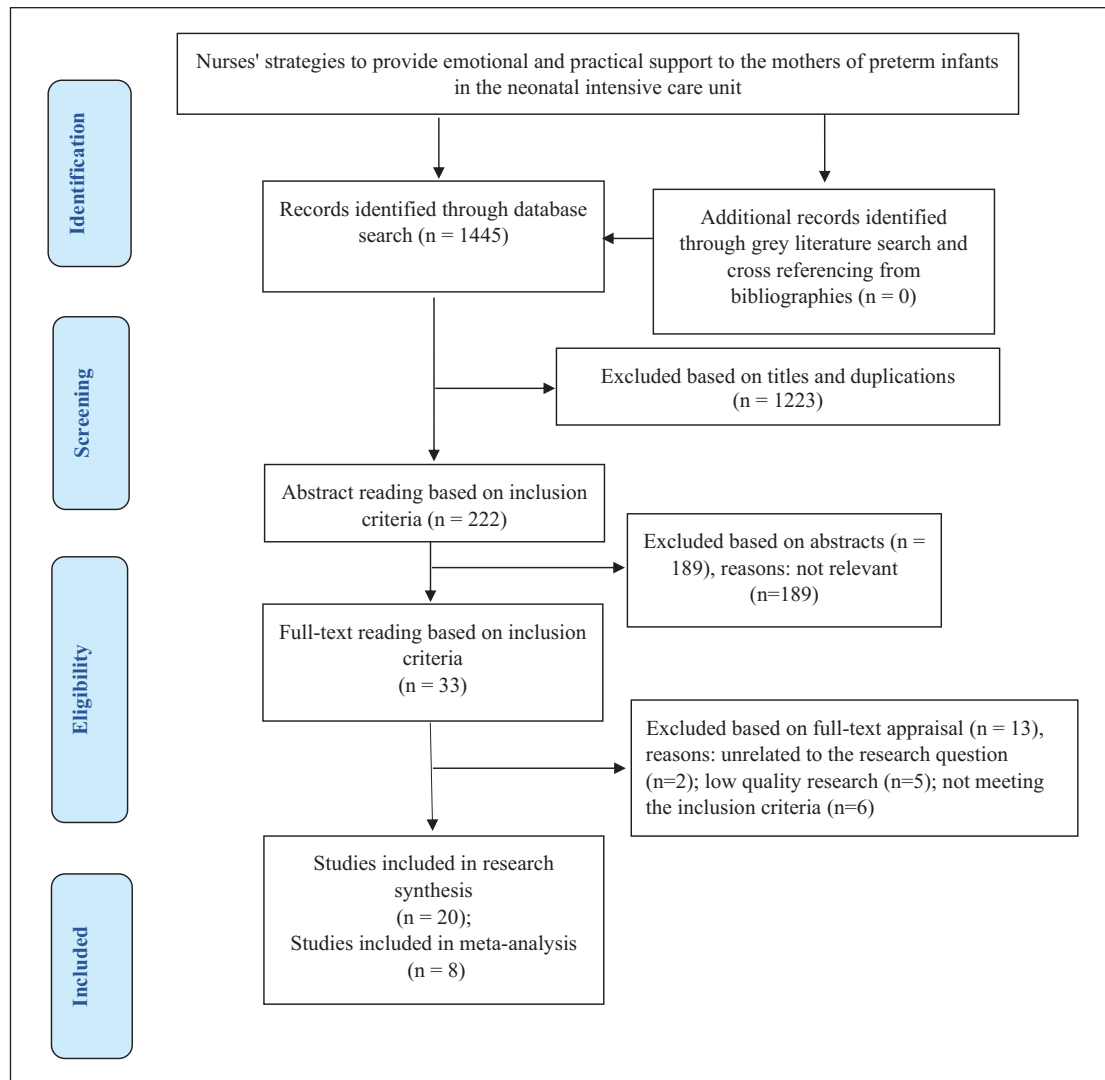 Nurses' strategies to provide emotional and practical support to the mothers of preterm infants
in the neonatal intensive care unit
Identification
Records identified through database
search (n = 1445)
Additional records identified
through grey literature search and
cross referencing from
bibliographies (n = 0)
Screening
Excluded based on titles and duplications
(n = 1223)
Abstract reading based on inclusion
criteria (n = 222)
Excluded based on abstracts (n =
189), reasons: not relevant
(n=189)
Eligibility
Full-text reading based on inclusion
criteria
(n = 33)
Excluded based on full-text appraisal (n = 13),
reasons: unrelated to the research question
(n=2); low quality research (n=5); not meeting
the inclusion criteria (n=6)
Included
Studies included in research
synthesis
(n = 20);
Studies included in meta-analysis
(n = 8)